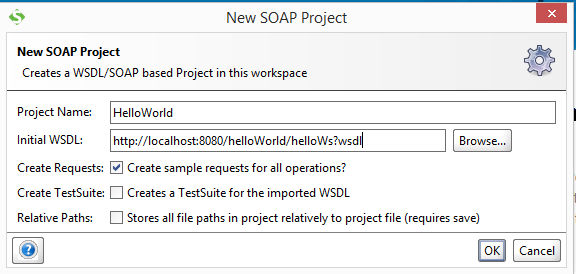 New SOAP Project
New SOAP Project
Creates a WSDL/SOAP based Project in this workspace
Project Name: HelloWorld
Initial WSDL: http://localhost:8080/helloWorld/helloWs?wsdl Browse...
Create Requests: Create sample requests for all operations?
Create TestSuite: Creates a TestSuite for the imported WSDL
Relative Paths: Stores all file paths in project relatively to project file (requires save)
OK Cancel